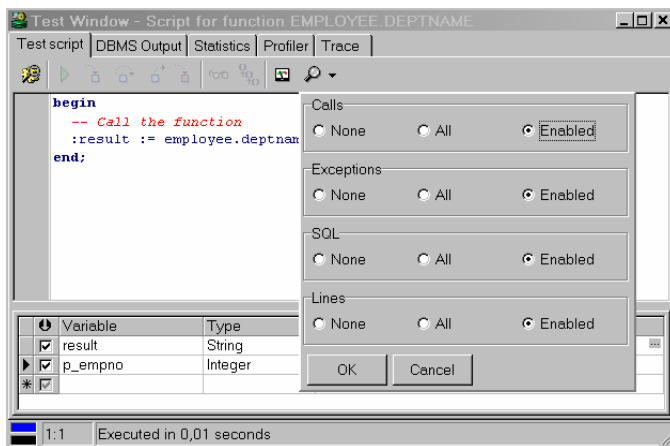 Test Window - Script for function EMPLOYEE.DEPTNAME
Test script DBMS Output Statistics Profiler Trace
begin
-- Call the function
:result := employee.deptnam
end;
Calls
None All Enabled
Exceptions
None All Enabled
SQL
None All Enabled
Lines
None All Enabled
OK Cancel
Variable Type
result String
p_empno Integer
1:1 Executed in 0,01 seconds